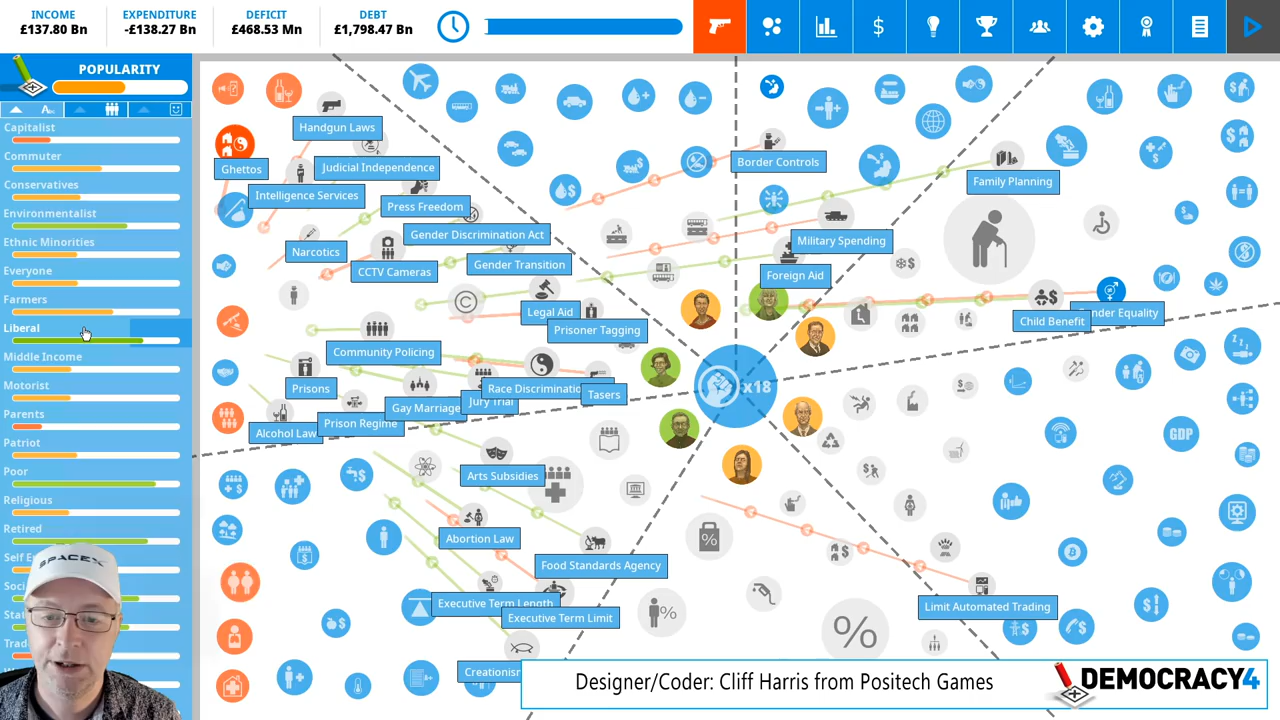 INCOME
£137.80 Bn
EXPENDITURE
-£138.27 Bn
DEFICIT
£468.53 Mn
DEBT
£1,798.47 Bn
POPULARITY
Capitalist
Commuter
Conservatives
Environmentalist
Ethnic Minorities
Everyone
Farmers
Liberal
Middle Income
Motorist
Parents
Patriot
Poor
Religious
Retired
Self
Handgun Laws
Ghettos
Judicial Independence
Intelligence Services
Press Freedom
Gender Discrimination Act
Narcotics
Gender Transition
CCTV Cameras
Legal Aid
Prisoner Tagging
Community Policing
Prisons
Race Discriminatio
Tasers
Gay Marriage
Jury Trial
Prison Regime
Alcohol Law
Border Controls
Family Planning
Military Spending
Foreign Aid
Child Benefit
ender Equality
x18
GDP
Arts Subsidies
Abortion Law
Food Standards Agency
Executive Term Length
Executive Term Limit
Creationisr
Limit Automated Trading
SPACEX
Designer/Coder: Cliff Harris from Positech Games
DEMOCRACY4